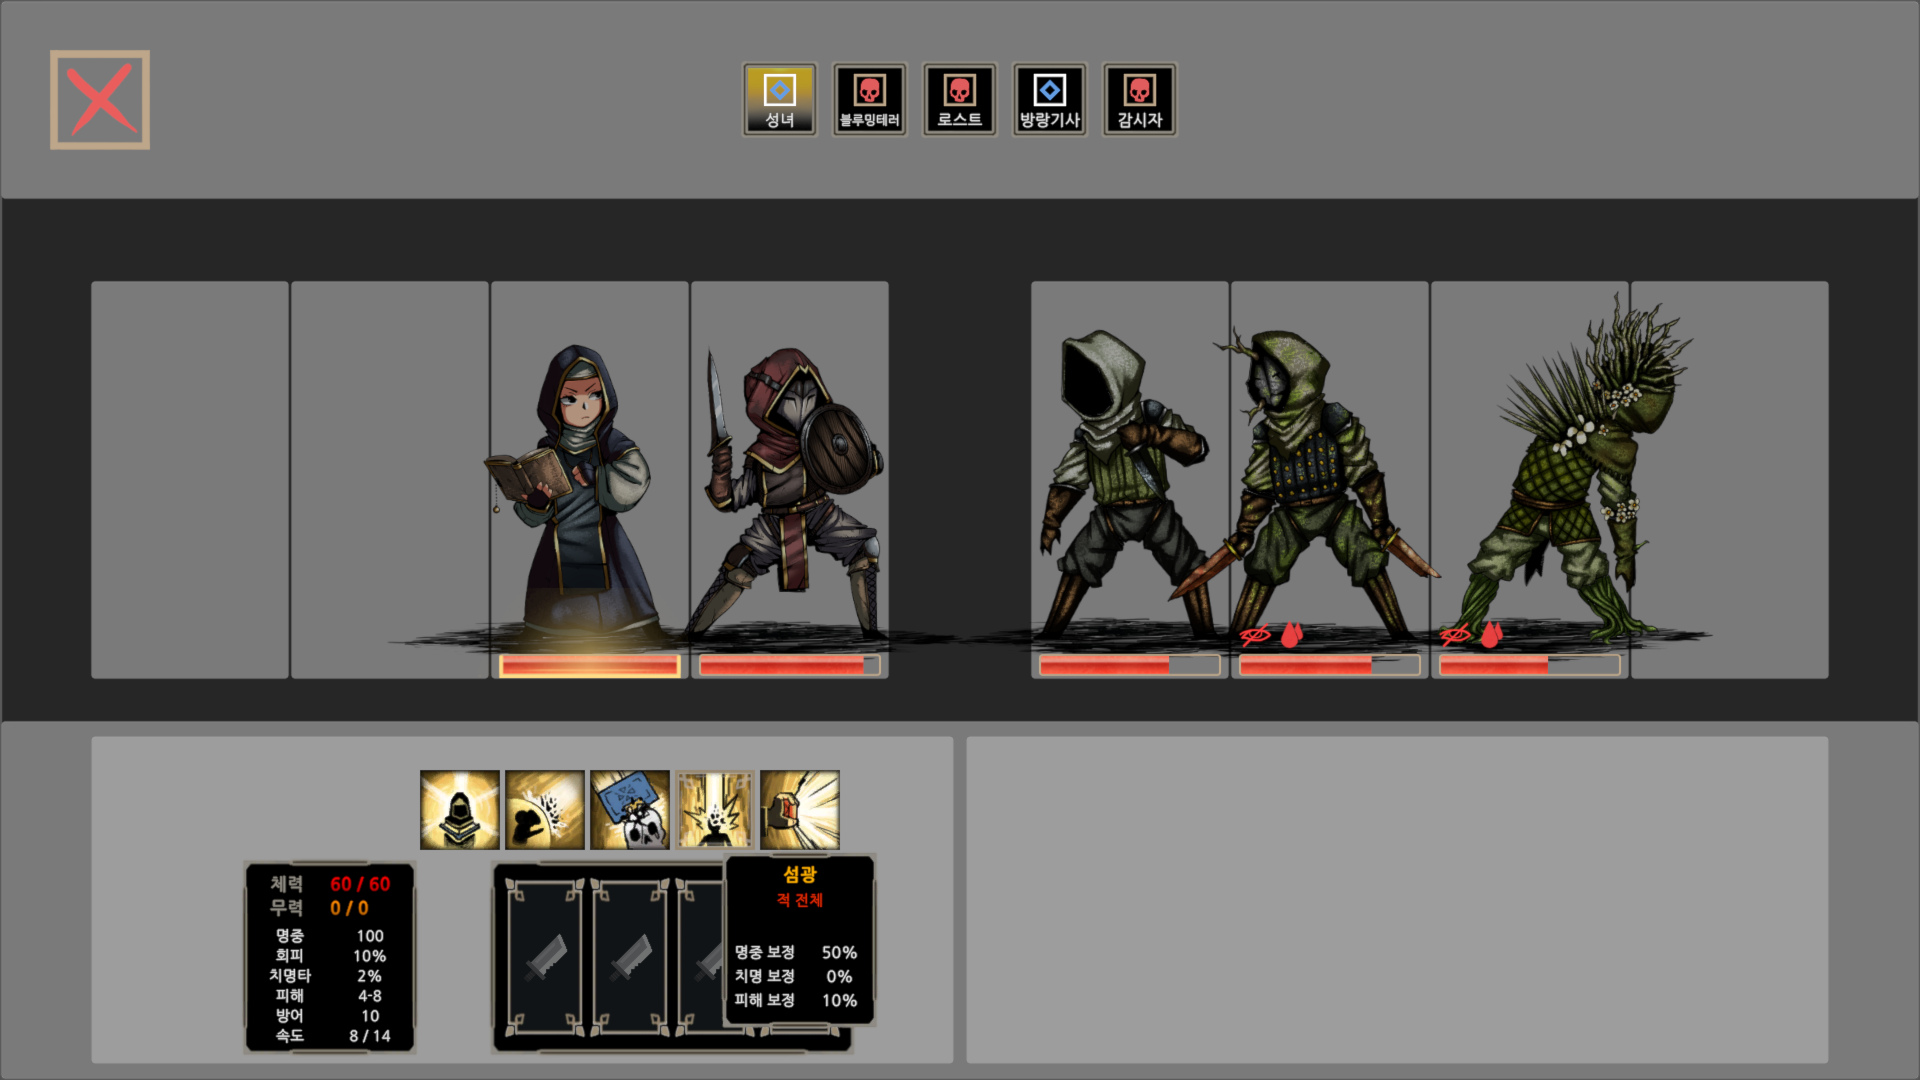 성녀
블루밍테러
로스트
방랑기사
감시자
섬광
적 전체
명중 보정 50%
치명 보정 0%
피해 보정 10%
체력 60 / 60
무력 0 / 0
명중 100
회피 10%
치명타 2%
피해 4-8
방어 10
속도 8 / 14